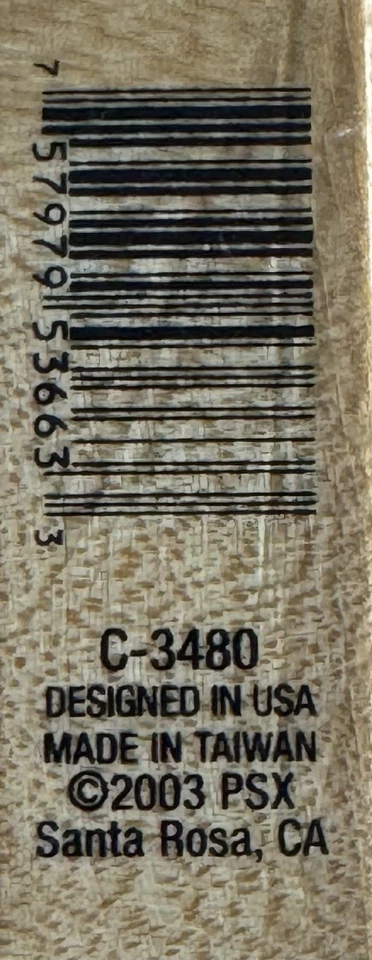 7 57979 53663 3
C-3480
DESIGNED IN USA
MADE IN TAIWAN
©2003 PSX
Santa Rosa, CA